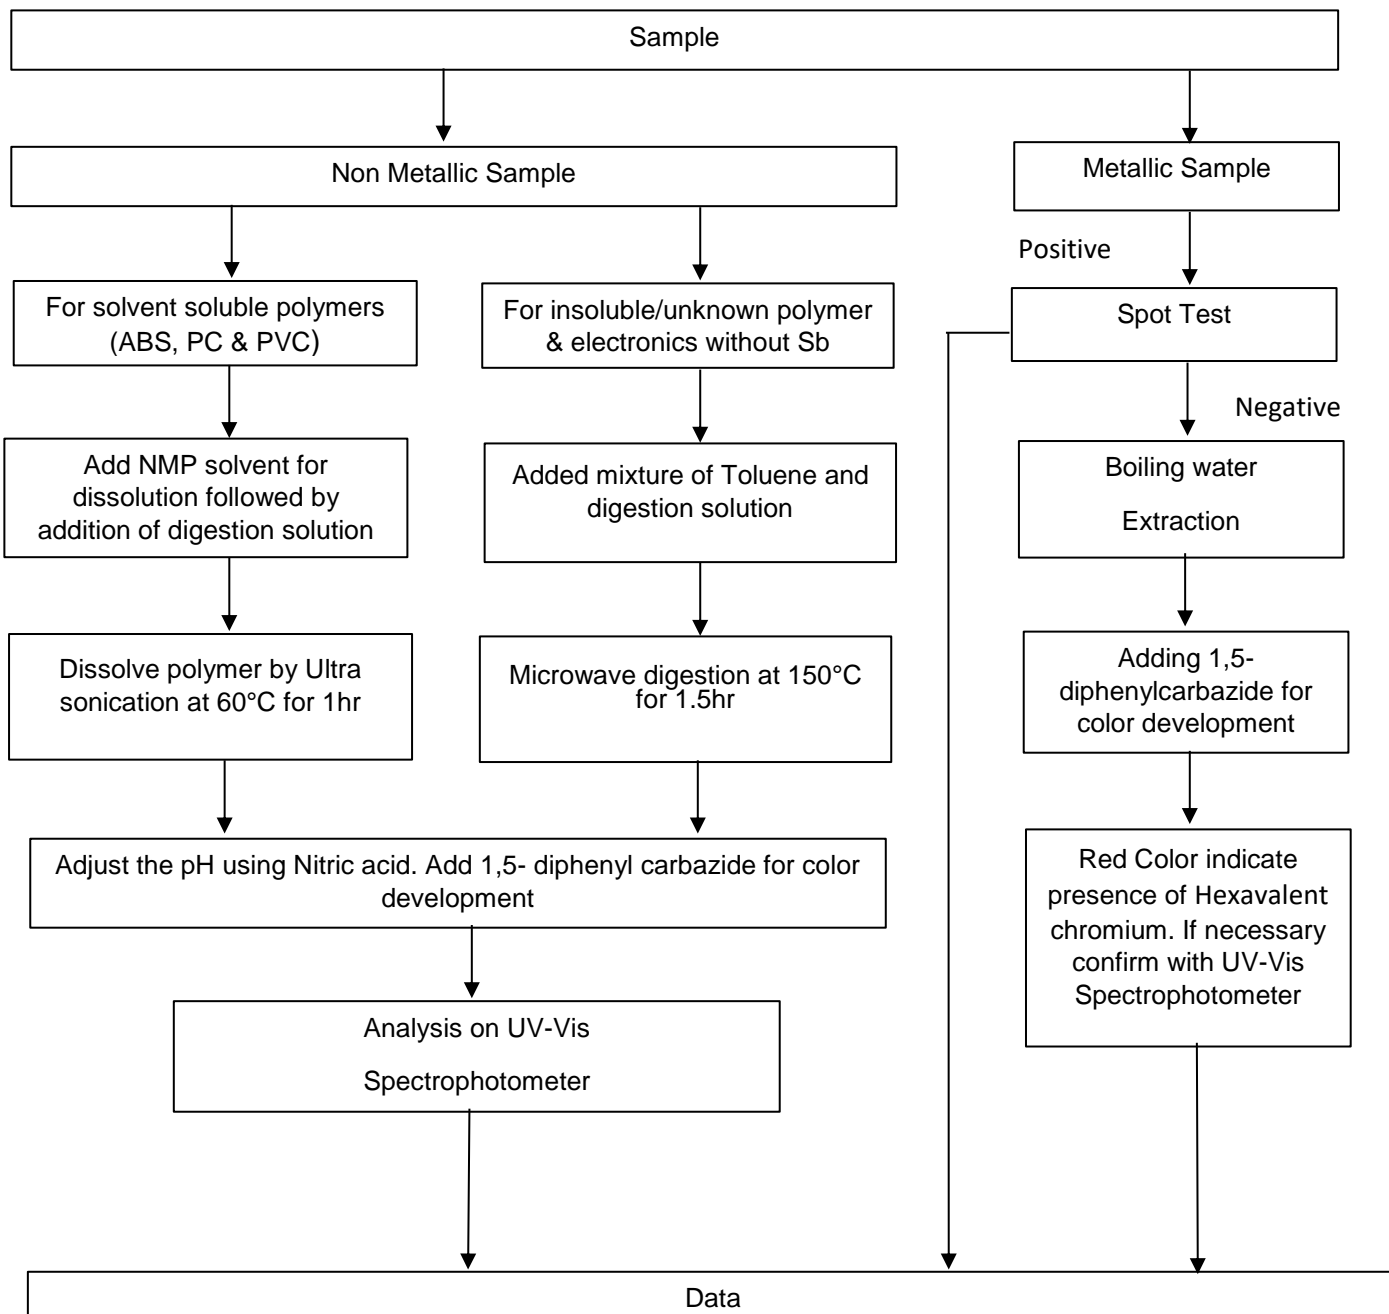 Sample
Non Metallic Sample
Metallic Sample
Positive
For solvent soluble polymers
(ABS, PC & PVC)
For insoluble/unknown polymer
& electronics without Sb
Spot Test
Negative
Add NMP solvent for
dissolution followed by
addition of digestion solution
Added mixture of Toluene and
digestion solution
Boiling water
Extraction
Dissolve polymer by Ultra
sonication at 60°C for 1hr
Microwave digestion at 150°C
for 1.5hr
Adding 1,5-
diphenylcarbazide for
color development
Adjust the pH using Nitric acid. Add 1,5- diphenyl carbazide for color
development
Red Color indicate
presence of Hexavalent
chromium. If necessary
confirm with UV-Vis
Spectrophotometer
Analysis on UV-Vis
Spectrophotometer
Data